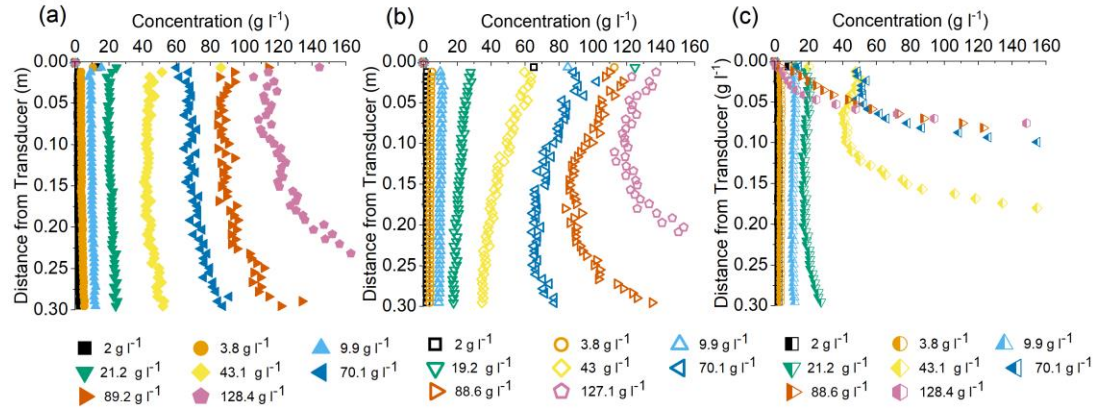 (a)
Concentration (g l-1)
0 20 40 60 80 100 120 140 160
Distance from Transducer (m)
0.00
0.05
0.10
0.15
0.20
0.25
0.30
2 g l-1 3.8 g l-1 9.9 g l-1
21.2 g l-1 43.1 g l-1 70.1 g l-1
89.2 g l-1 128.4 g l-1
(b)
Concentration (g l-1)
0 20 40 60 80 100 120 140 160
Distance from Transducer (m)
0.00
0.05
0.10
0.15
0.20
0.25
0.30
2 g l-1 3.8 g l-1 9.9 g l-1
19.2 g l-1 43 g l-1 70.1 g l-1
88.6 g l-1 127.1 g l-1
(c)
Concentration (g l-1)
0 20 40 60 80 100 120 140 160
Distance from Transducer (g l-1)
0.00
0.05
0.10
0.15
0.20
0.25
0.30
2 g l-1 3.8 g l-1 9.9 g l-1
21.2 g l-1 43.1 g l-1 70.1 g l-1
88.6 g l-1 128.4 g l-1